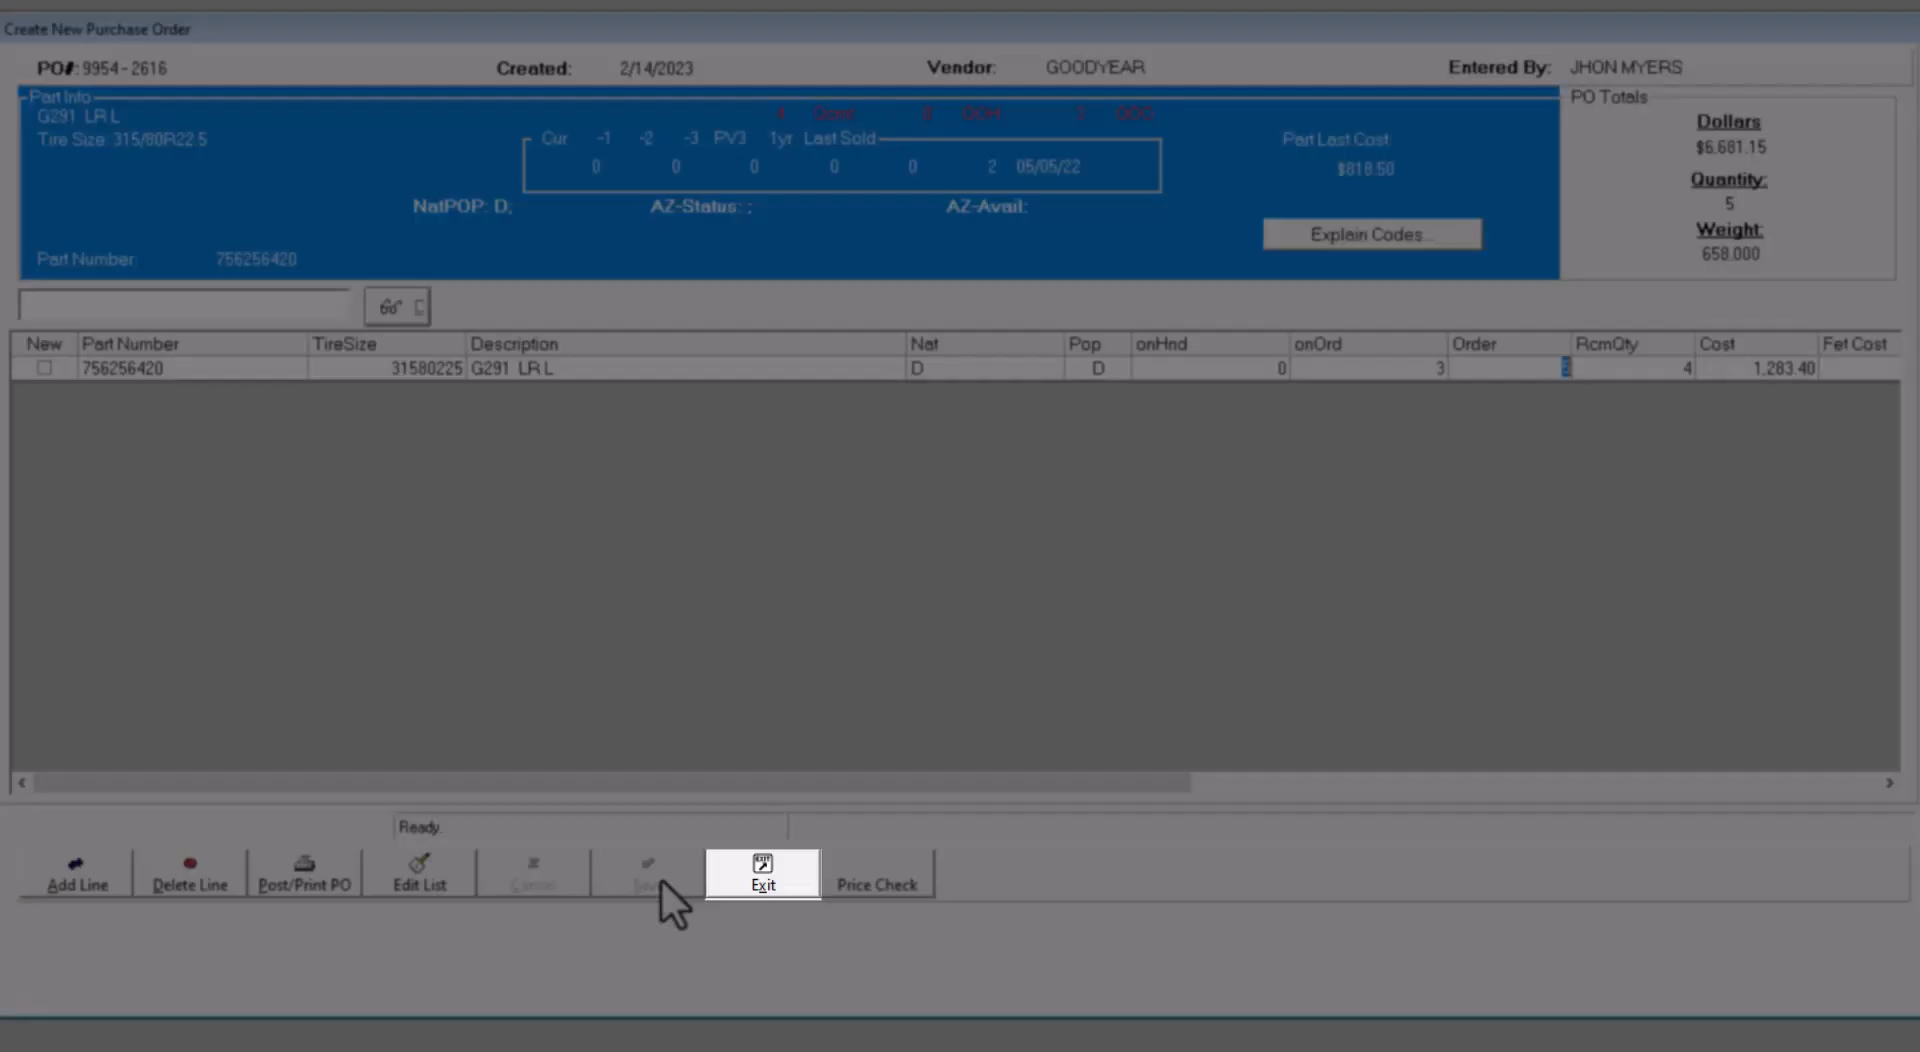 Create New Purchase Order
PO#: 9954 - 2616 Created: 2/14/2023 Vendor: GOODYEAR Entered By: JHON MYERS
Part Info PO Totals
G291 LR L QOH QOO
Dollars
Tire Size: 315/80R22.5 Cur -1 -2 -3 PV3 1yr Last Sold Part Last Cost:
$6,681.15
0 0 0 0 0 2 05/05/22 $818.50
Quantity:
5
NatPOP: D; AZ-Status: ; AZ-Avail:
Weight:
Explain Codes...
658.000
Part Number: 756256420
New Part Number TireSize Description Nat Pop onHnd onOrd Order RcmQty Cost Fet Cost
756256420 31580225 G291 LR L D D 0 3 4 1,283.40
Ready.
Add Line Delete Line Post/Print PO Edit List Cancel Save Exit Price Check